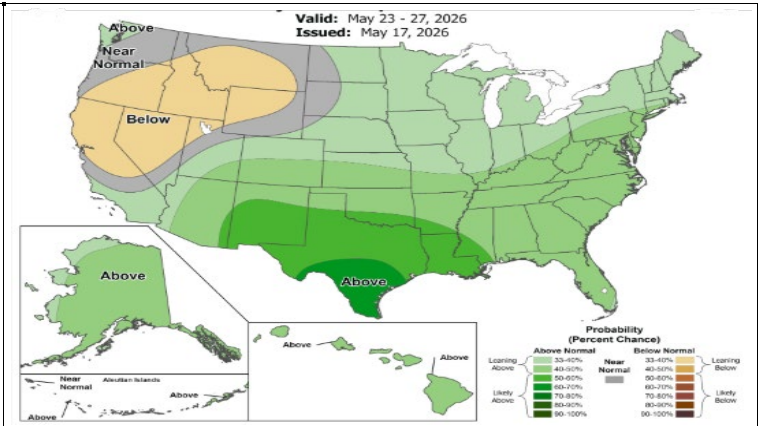 Valid: May 23 - 27, 2026
Issued: May 17, 2026
Above
Near
Normal
Below
Above
Above
Above
Above
Near
Normal
Aleutian Islands
Above
Above
Probability
(Percent Chance)
Above Normal
Below Normal
Leaning
Above
33-40%
40-50%
50-60%
60-70%
70-80%
80-90%
90-100%
Likely
Above
Near
Normal
33-40%
40-50%
50-60%
60-70%
70-80%
80-90%
90-100%
Leaning
Below
Likely
Below